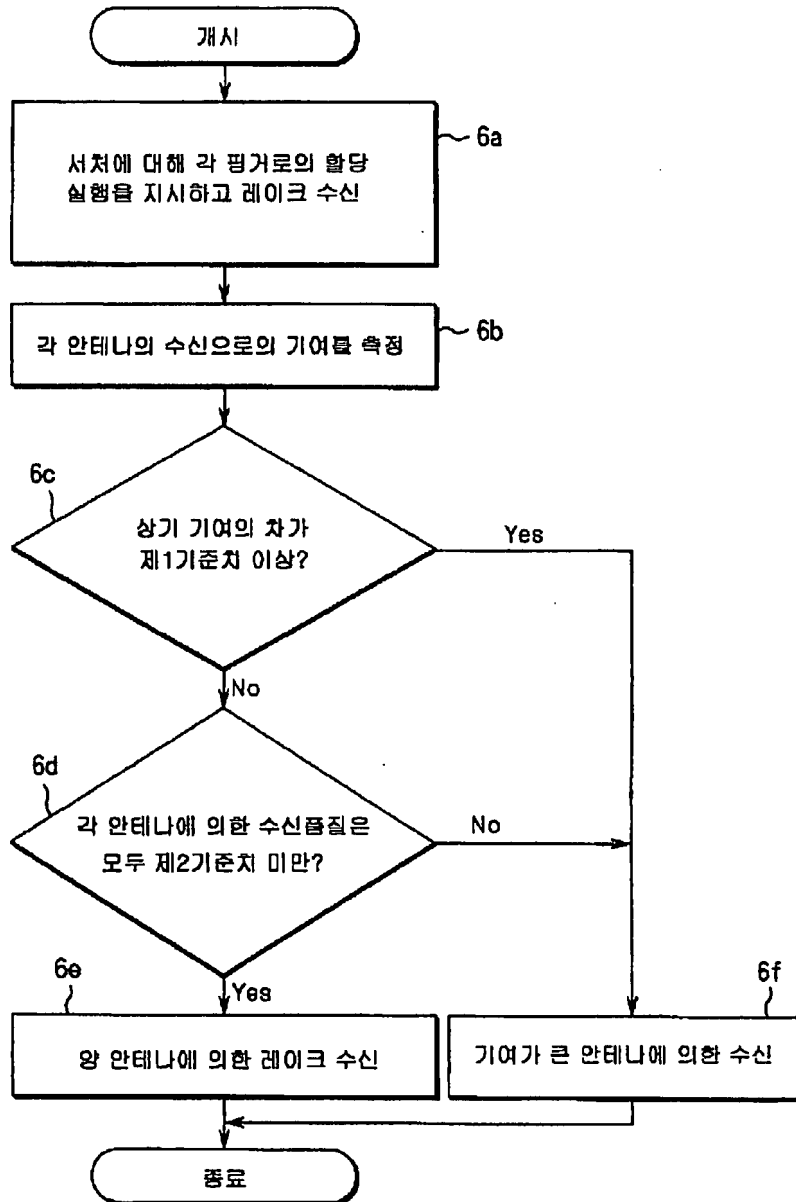 개시
서처에 대해 각 핑거로의 할당
실행을 지시하고 레이크 수신
6a
각 안테나의 수신으로의 기여를 측정
6b
6c
상기 기여의 차가
제1기준치 이상?
Yes
No
6d
각 안테나에 의한 수신품질은
모두 제2기준치 미만?
No
Yes
6e
양 안테나에 의한 레이크 수신
6f
기여가 큰 안테나에 의한 수신
종료